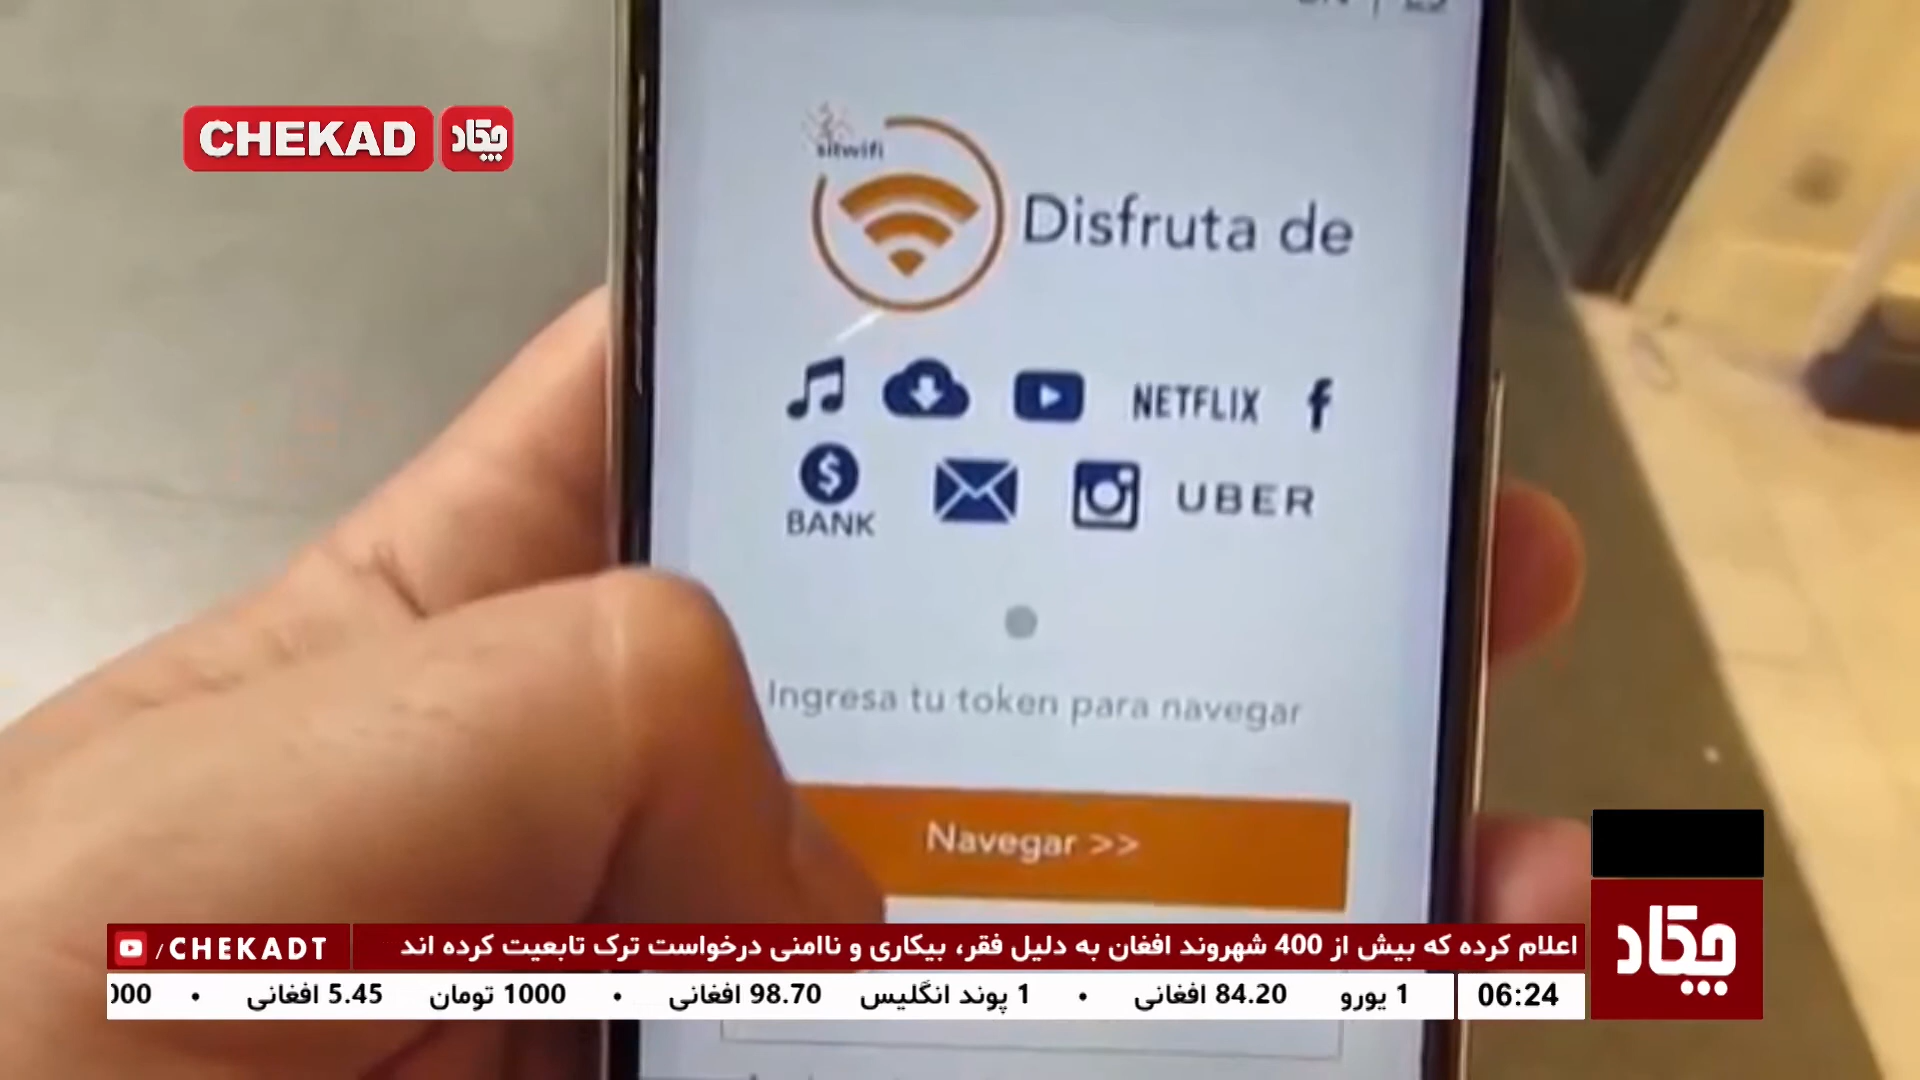 CHEKAD چکاد
sitwifi
Disfruta de
NETFLIX f
BANK
UBER
Ingresa tu token para navegar
Navegar >>
/CHEKADT
اعلام کرده که بیش از 400 شهروند افغان به دلیل فقر، بیکاری و ناامنی درخواست ترک تابعیت کرده اند
چکاد
06:24
1 یورو 84.20 افغانی • 1 پوند انگلیس 98.70 افغانی • 1000 تومان 5.45 افغانی •